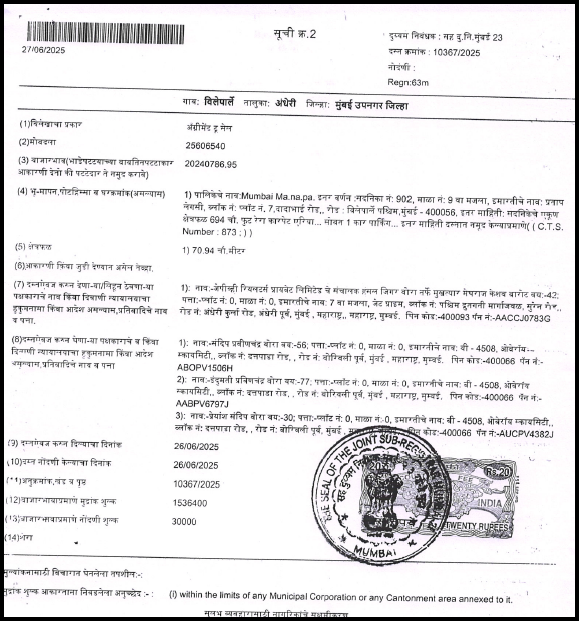 27/06/2025
सूची क्र.2
दुय्यम निबंधक : सह दु.नि.मुंबई 23
दस्त क्रमांक : 10367/2025
नोदंणी :
Regn:63m
गाव: विलेपार्ले तालुका: अंधेरी जिल्हा: मुंबई उपनगर जिल्हा
(1)विलेखाचा प्रकार
अॅग्रीमेंट टू सेल
(2)मोबदला
25606540
(3) बाजारभाव(भाडेपटटयाच्या बाबतितपटटाकार आकारणी देतो की पटटेदार ते नमुद करावे)
20240786.95
(4) भू-मापन,पोटहिस्सा व घरक्रमांक(असल्यास)
1) पालिकेचे नाव:Mumbai Ma.na.pa. इतर वर्णन :सदनिका नं: 902, माळा नं: 9 वा मजला, इमारतीचे नाव: प्रताप
लेगसी, ब्लॉक नं: प्लॉट नं. 7,दादाभाई रोड,, रोड : विलेपार्ले पश्चिम,मुंबई - 400056, इतर माहिती: सदनिकेचे एकूण
क्षेत्रफळ 694 चौ. फुट रेरा कारपेट एरिया... सोबत 1 कार पार्किंग... इतर माहिती दस्तात नमूद केल्याप्रमाणे( ( C.T.S.
Number : 873 ; ) )
(5) क्षेत्रफळ
1) 70.94 चौ.मीटर
(6)आकारणी किंवा जुडी देण्यात असेल तेव्हा.
(7) दस्तऐवज करुन देणा-या/लिहून ठेवणा-या पक्षकाराचे नाव किंवा दिवाणी न्यायालयाचा हुकुमनामा किंवा आदेश असल्यास,प्रतिवादिचे नाव व पत्ता.
1): नाव:-जेपीव्ही रियलटर्स प्रायवेट लिमिटेड चे संचालक तर्फे मुखत्यार मेघराज केशव बारोट वय:-42;
पत्ता:-प्लॉट नं: 0, माळा नं: 0, इमारतीचे नाव: 7 वा मजला, जेट प्राइम, ब्लॉक नं: पश्चिम द्रुतगती मार्गाजवळ, सुरेन रोड,,
रोड नं: अंधेरी कुर्ला रोड, अंधेरी पूर्व, मुंबई , महाराष्ट्र,, महाराष्ट्र, मुम्बई. पिन कोड:-400093 पॅन नं:-AACCJ0783G
(8)दस्तऐवज करुन घेणा-या पक्षकाराचे व किंवा दिवाणी न्यायालयाचा हुकुमनामा किंवा आदेश असल्यास,प्रतिवादिचे नाव व पत्ता
1): नाव:-संदिप प्रवीणचंद्र वोरा वय:-56; पत्ता:-प्लॉट नं: 0, माळा नं: 0, इमारतीचे नाव: बी - 4508, ओबेरॉय
स्कायसिटी,, ब्लॉक नं: दत्तपाडा रोड, , रोड नं: बोरिवली पूर्व, मुंबई , महाराष्ट्र, मुम्बई. पिन कोड:-400066 पॅन नं:-
ABOPV1506H
2): नाव:-इंदुमती प्रविणचंद्र वोरा वय:-77; पत्ता:-प्लॉट नं: 0, माळा नं: 0, इमारतीचे नाव: बी - 4508, ओबेरॉय
स्कायसिटी,, ब्लॉक नं: दत्तपाडा रोड, , रोड नं: बोरिवली पूर्व, मुंबई , महाराष्ट्र, मुम्बई. पिन कोड:-400066 पॅन नं:-
AABPV6797J
3): नाव:-प्रेयांश संदिप वोरा वय:-30; पत्ता:-प्लॉट नं: 0, माळा नं: 0, इमारतीचे नाव: बी - 4508, ओबेरॉय स्कायसिटी,,
ब्लॉक नं: दत्तपाडा रोड, , रोड नं: बोरिवली पूर्व, मुंबई , महाराष्ट्र, मुम्बई. पिन कोड:-400066 पॅन नं:-AUCPV4382J
(9) दस्तऐवज करुन दिल्याचा दिनांक
26/06/2025
(10)दस्त नोंदणी केल्याचा दिनांक
26/06/2025
(11)अनुक्रमांक,खंड व पृष्ठ
10367/2025
(12)बाजारभावाप्रमाणे मुद्रांक शुल्क
1536400
(13)बाजारभावाप्रमाणे नोंदणी शुल्क
30000
(14)शेरा
THE SEAL OF THE JOINT SUB-REGISTRAR
MUMBAI
Rs.20
FEE
INDIA
TWENTY RUPEES
मुल्यांकनासाठी विचारात घेतलेला तपशील:-:
मुद्रांक शुल्क आकारताना निवडलेला अनुच्छेद :- :
(i) within the limits of any Municipal Corporation or any Cantonment area annexed to it.
सुलभ व्यवहारासाठी नागरिकांचे सक्षमीकरण